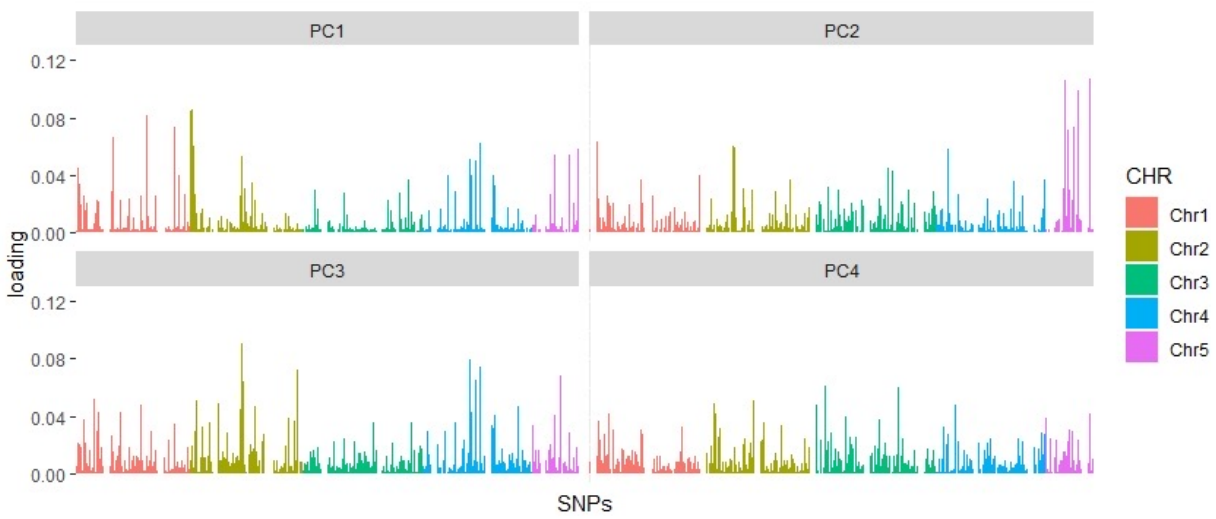 PC1
PC2
0.12
0.08
0.04
0.00
PC3
PC4
0.12
0.08
0.04
0.00
loading
SNPs
CHR
Chr1
Chr2
Chr3
Chr4
Chr5